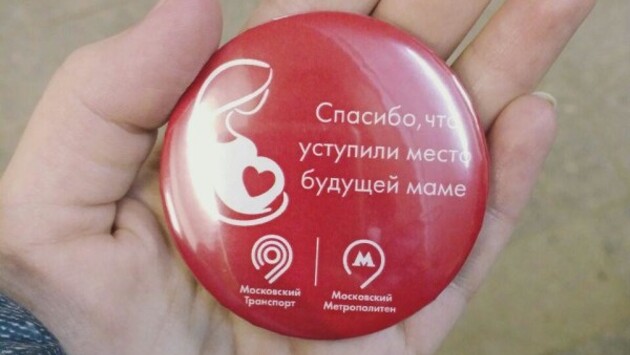 Спасибо, что
уступили место
будущей маме
Московский
Транспорт
М
Московский
Метрополитен